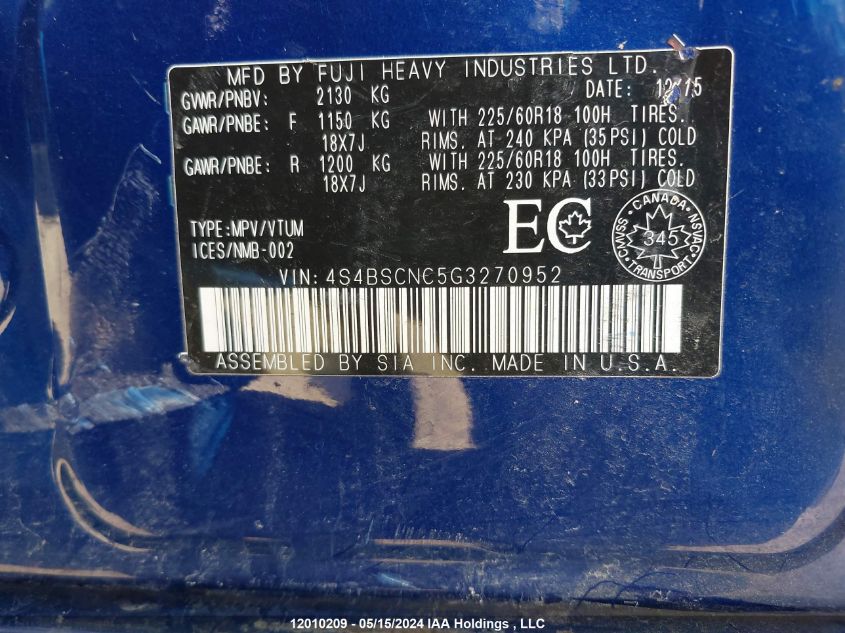 MFD BY FUJI HEAVY INDUSTRIES LTD.
GVWR/PNBV: 2130 KG DATE: 12/15
GAWR/PNBE: F 1150 KG WITH 225/60R18 100H TIRES.
18X7J RIMS. AT 240 KPA (35PSI) COLD
GAWR/PNBE: R 1200 KG WITH 225/60R18 100H TIRES.
18X7J RIMS. AT 230 KPA (33PSI) COLD
TYPE:MPV/VTUM
ICES/NMB-002
EC
CANADA
CMVSS 345 NSVAC
TRANSPORT
VIN:4S4BSCNC5G3270952
ASSEMBLED BY SIA INC. MADE IN U.S.A.
12010209 - 05/15/2024 IAA Holdings , LLC